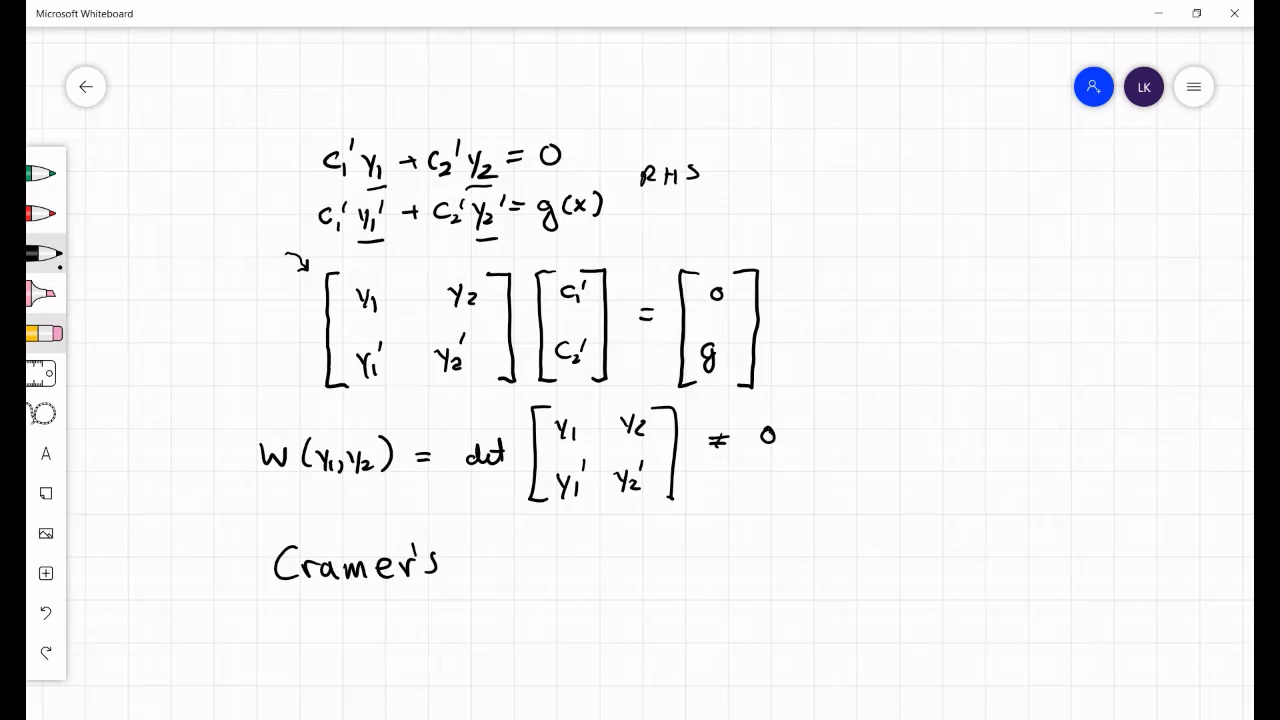 Microsoft Whiteboard
LK
c₁'y₁ + c₂'y₂ = 0
RHS
c₁'y₁' + c₂'y₂' = g(x)
[y₁ y₂] [c₁'] = [0]
[y₁' y₂'] [c₂'] [g]
W(y₁,y₂) = det [y₁ y₂] ≠ 0
[y₁' y₂']
Cramer's
A